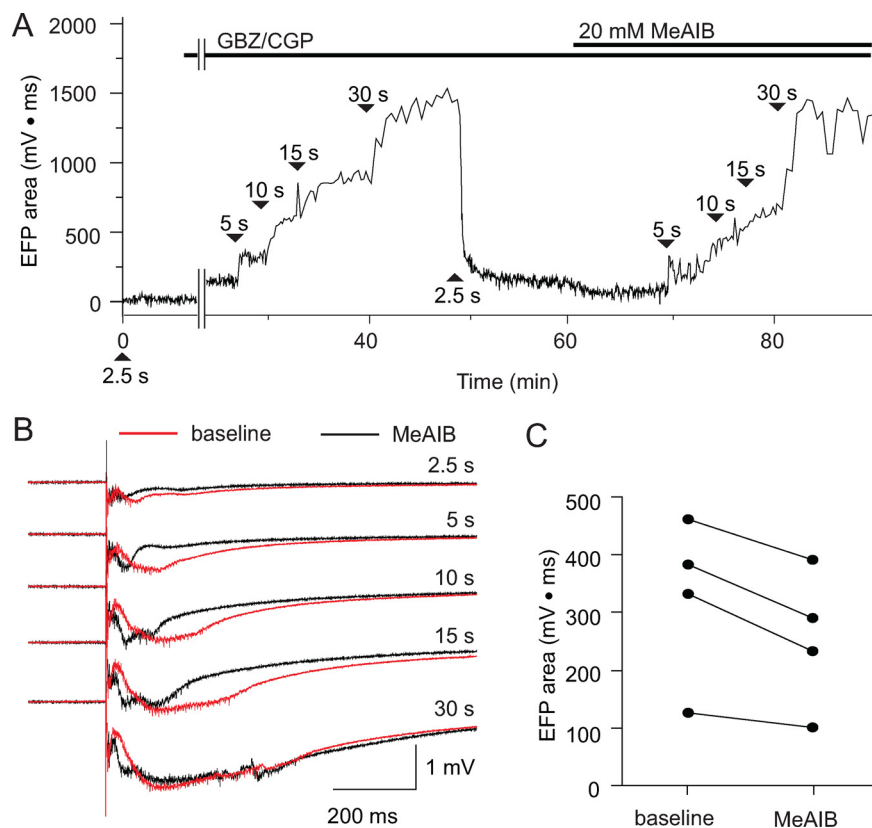 A
2000
1500
1000
500
0
EFP area (mV • ms)
GBZ/CGP
20 mM MeAIB
5 s
10 s
15 s
30 s
2.5 s
5 s
10 s
15 s
30 s
0
40
60
80
2.5 s
Time (min)
B
baseline
MeAIB
2.5 s
5 s
10 s
15 s
30 s
1 mV
200 ms
C
500
400
300
200
100
0
EFP area (mV • ms)
baseline
MeAIB